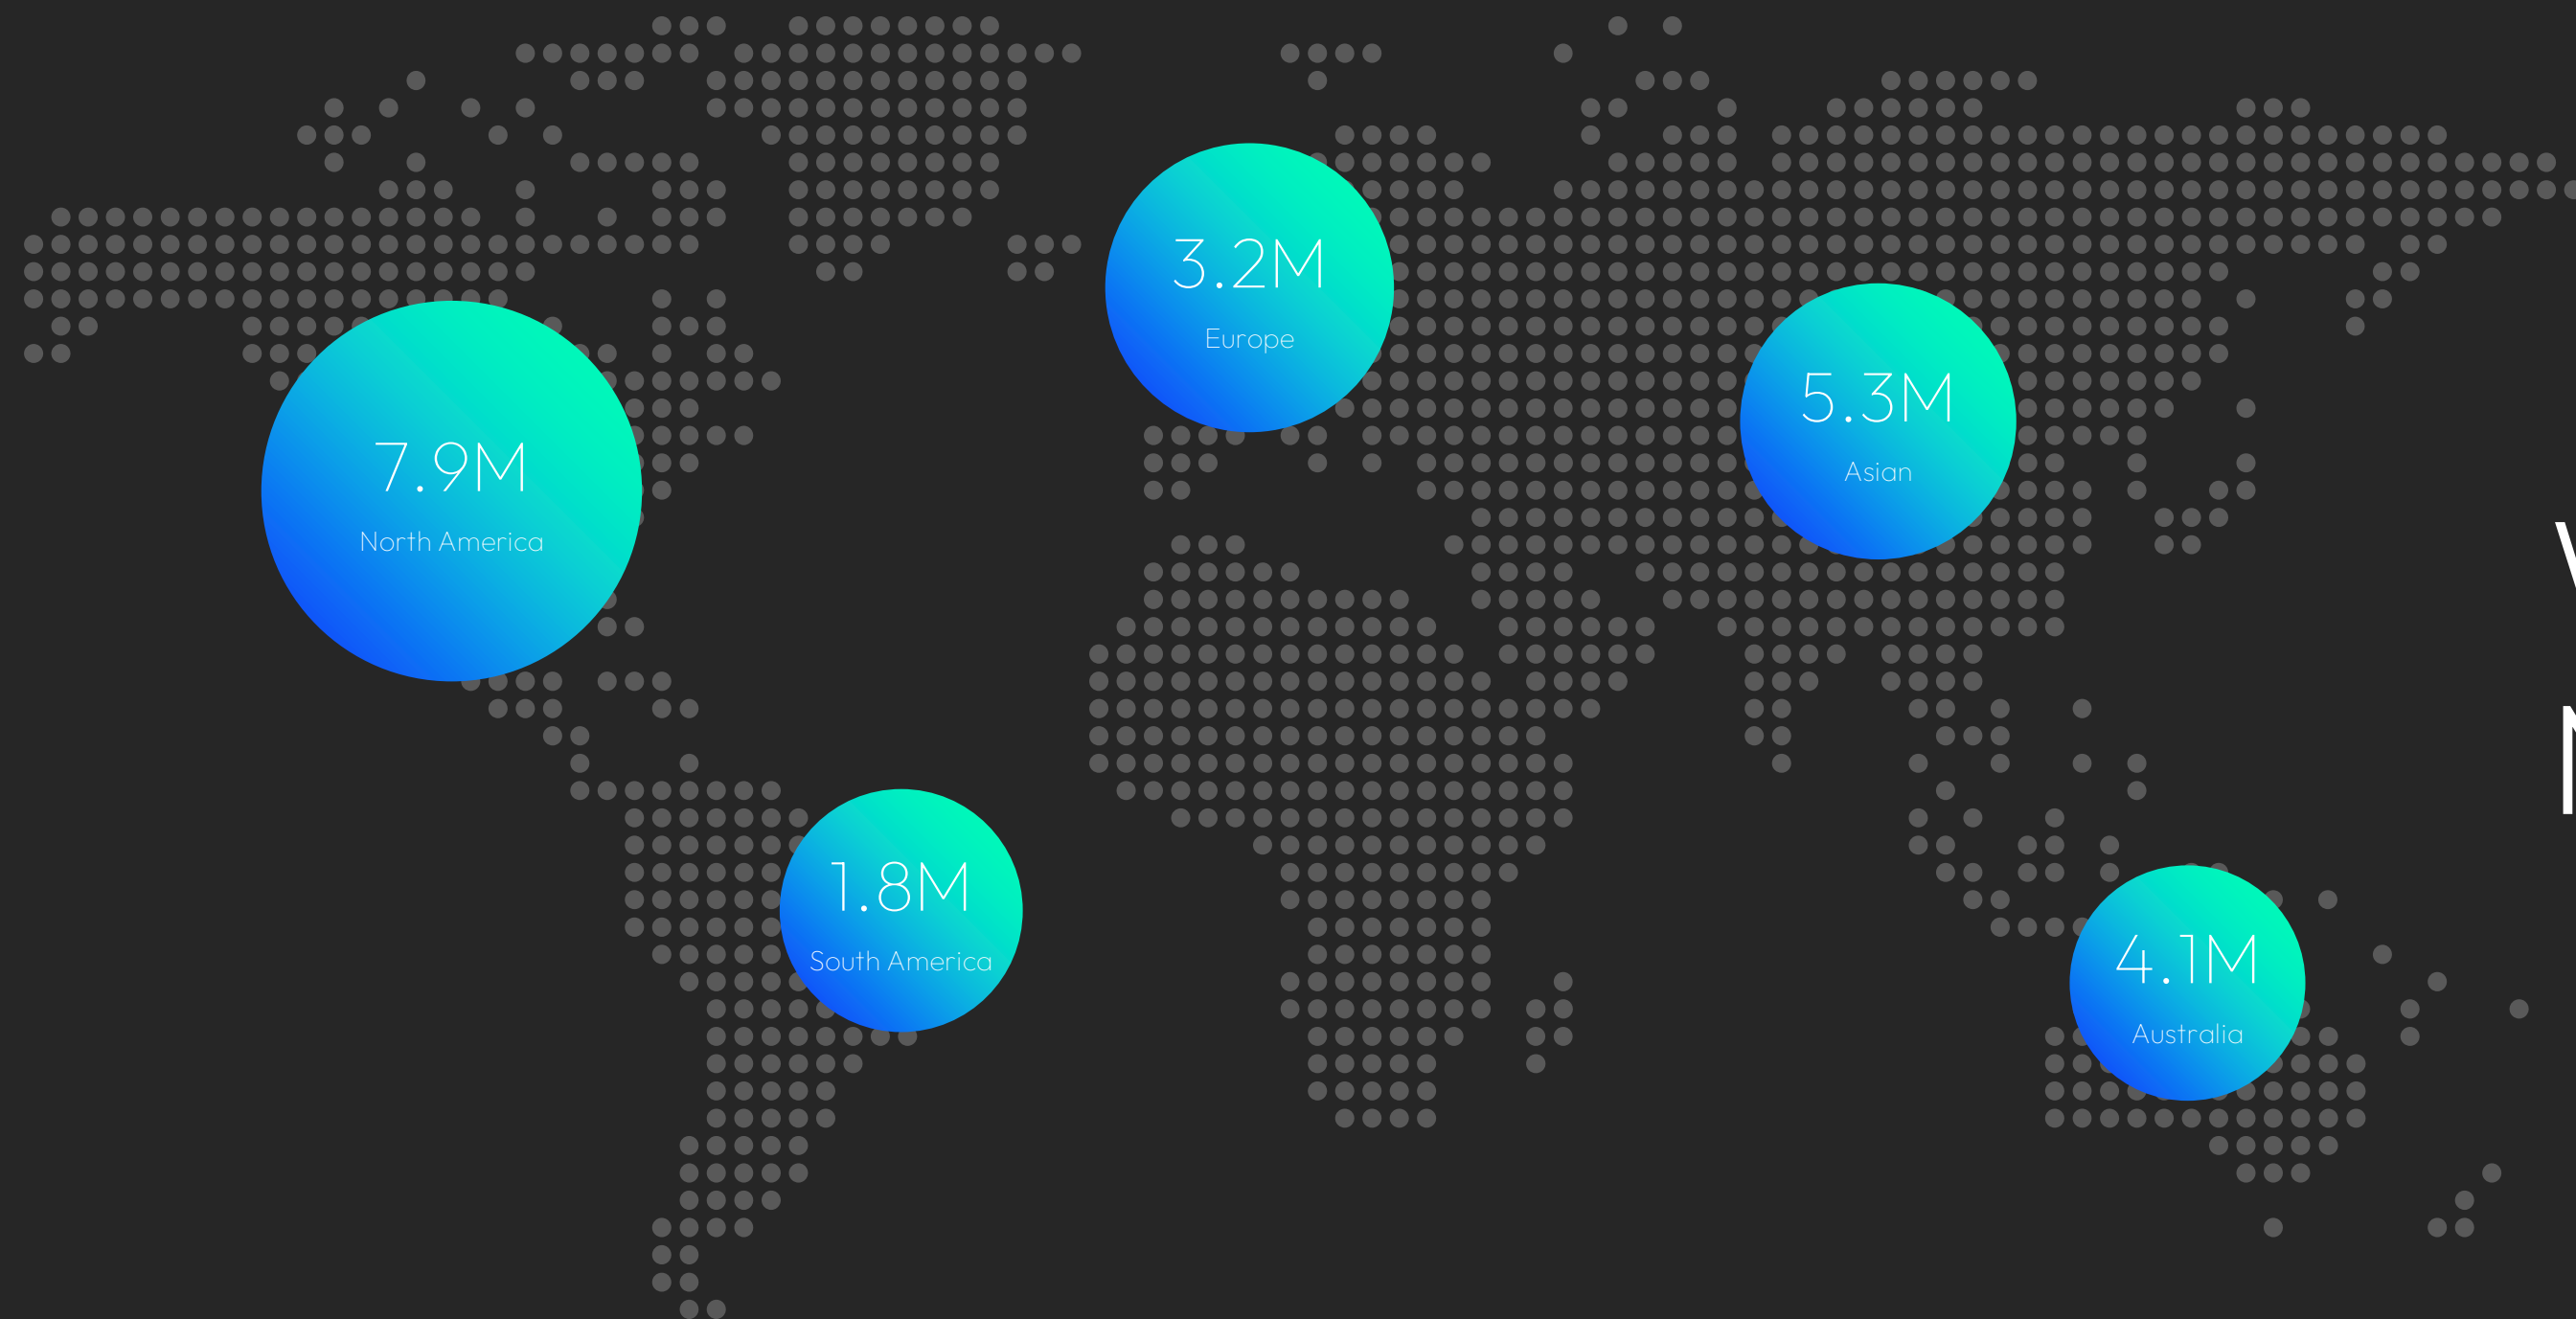 3.2M
Europe
5.3M
Asian
7.9M
North America
1.8M
South America
4.1M
Australia